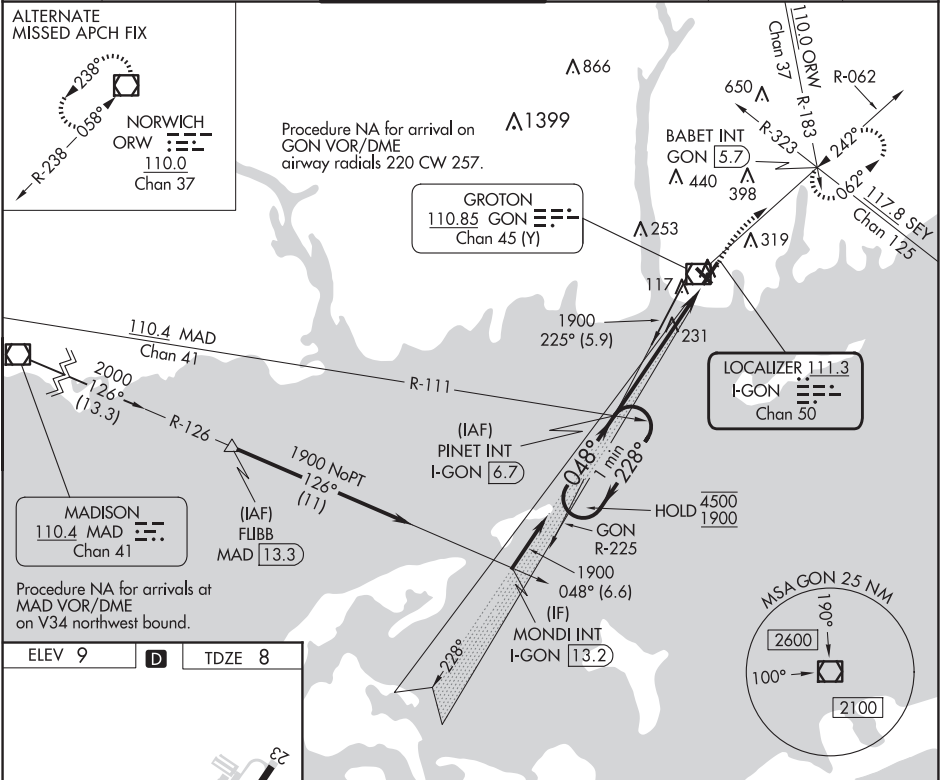 ALTERNATE
MISSED APCH FIX
238°
R-238
058°
NORWICH
ORW
110.0
Chan 37
Procedure NA for arrival on
GON VOR/DME
airway radials 220 CW 257.
866
1399
110.0 ORW
Chan 37
R-183
R-062
650
R-323
BABET INT
GON 5.7
440
398
242°
062°
117.8 SEY
Chan 125
GROTON
110.85 GON
Chan 45 (Y)
253
319
117
231
1900
225° (5.9)
LOCALIZER 111.3
I-GON
Chan 50
110.4 MAD
Chan 41
R-111
2000
126°
(13.3)
R-126
1900 NoPT
126°
(11)
(IAF)
FLIBB
MAD 13.3
MADISON
110.4 MAD
Chan 41
Procedure NA for arrivals at
MAD VOR/DME
on V34 northwest bound.
(IAF)
PINET INT
I-GON 6.7
048°
1 min
228°
HOLD 4500
1900
GON
R-225
1900
048° (6.6)
(IF)
MONDI INT
I-GON 13.2
228°
MSA GON 25 NM
190°
2600
100°
2100
ELEV 9
D
TDZE 8
23